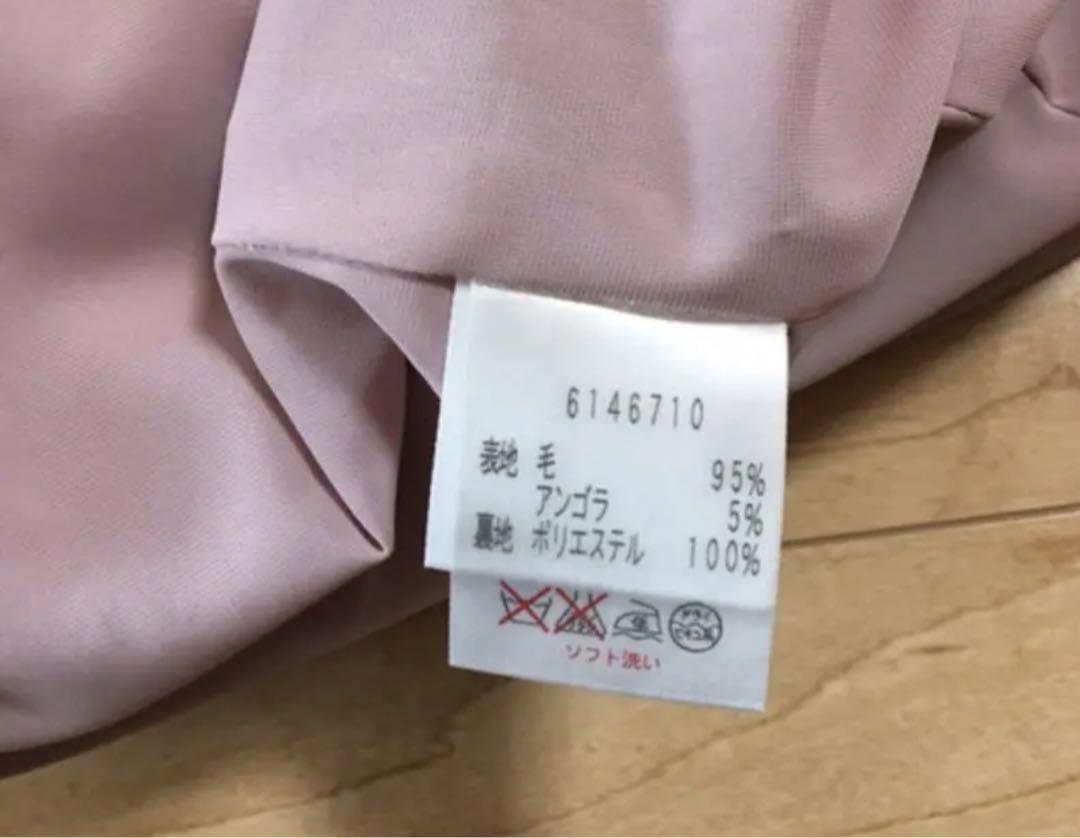 6146710
表地 毛 95%
アンゴラ 5%
裏地 ポリエステル 100%
ソフト洗い